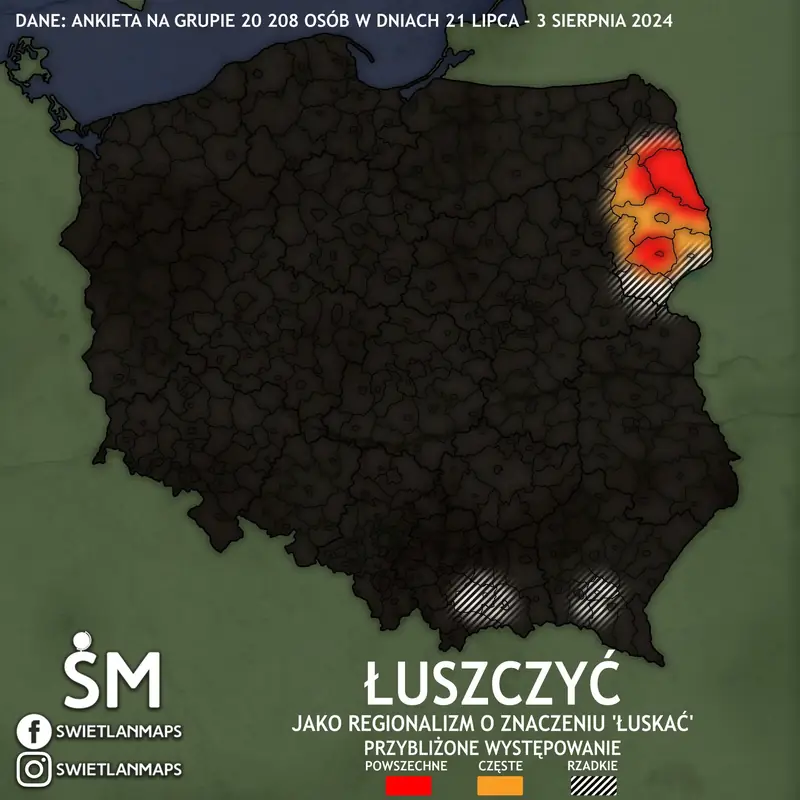 DANE: ANKIETA NA GRUPIE 20 208 OSÓB W DNIACH 21 LIPCA - 3 SIERPNIA 2024
ŚM
SWIETLANMAPS
SWIETLANMAPS
ŁUSZCZYĆ
JAKO REGIONALIZM O ZNACZENIU 'ŁUSKAĆ'
PRZYBLIŻONE WYSTĘPOWANIE
POWSZECHNE CZĘSTE RZADKIE